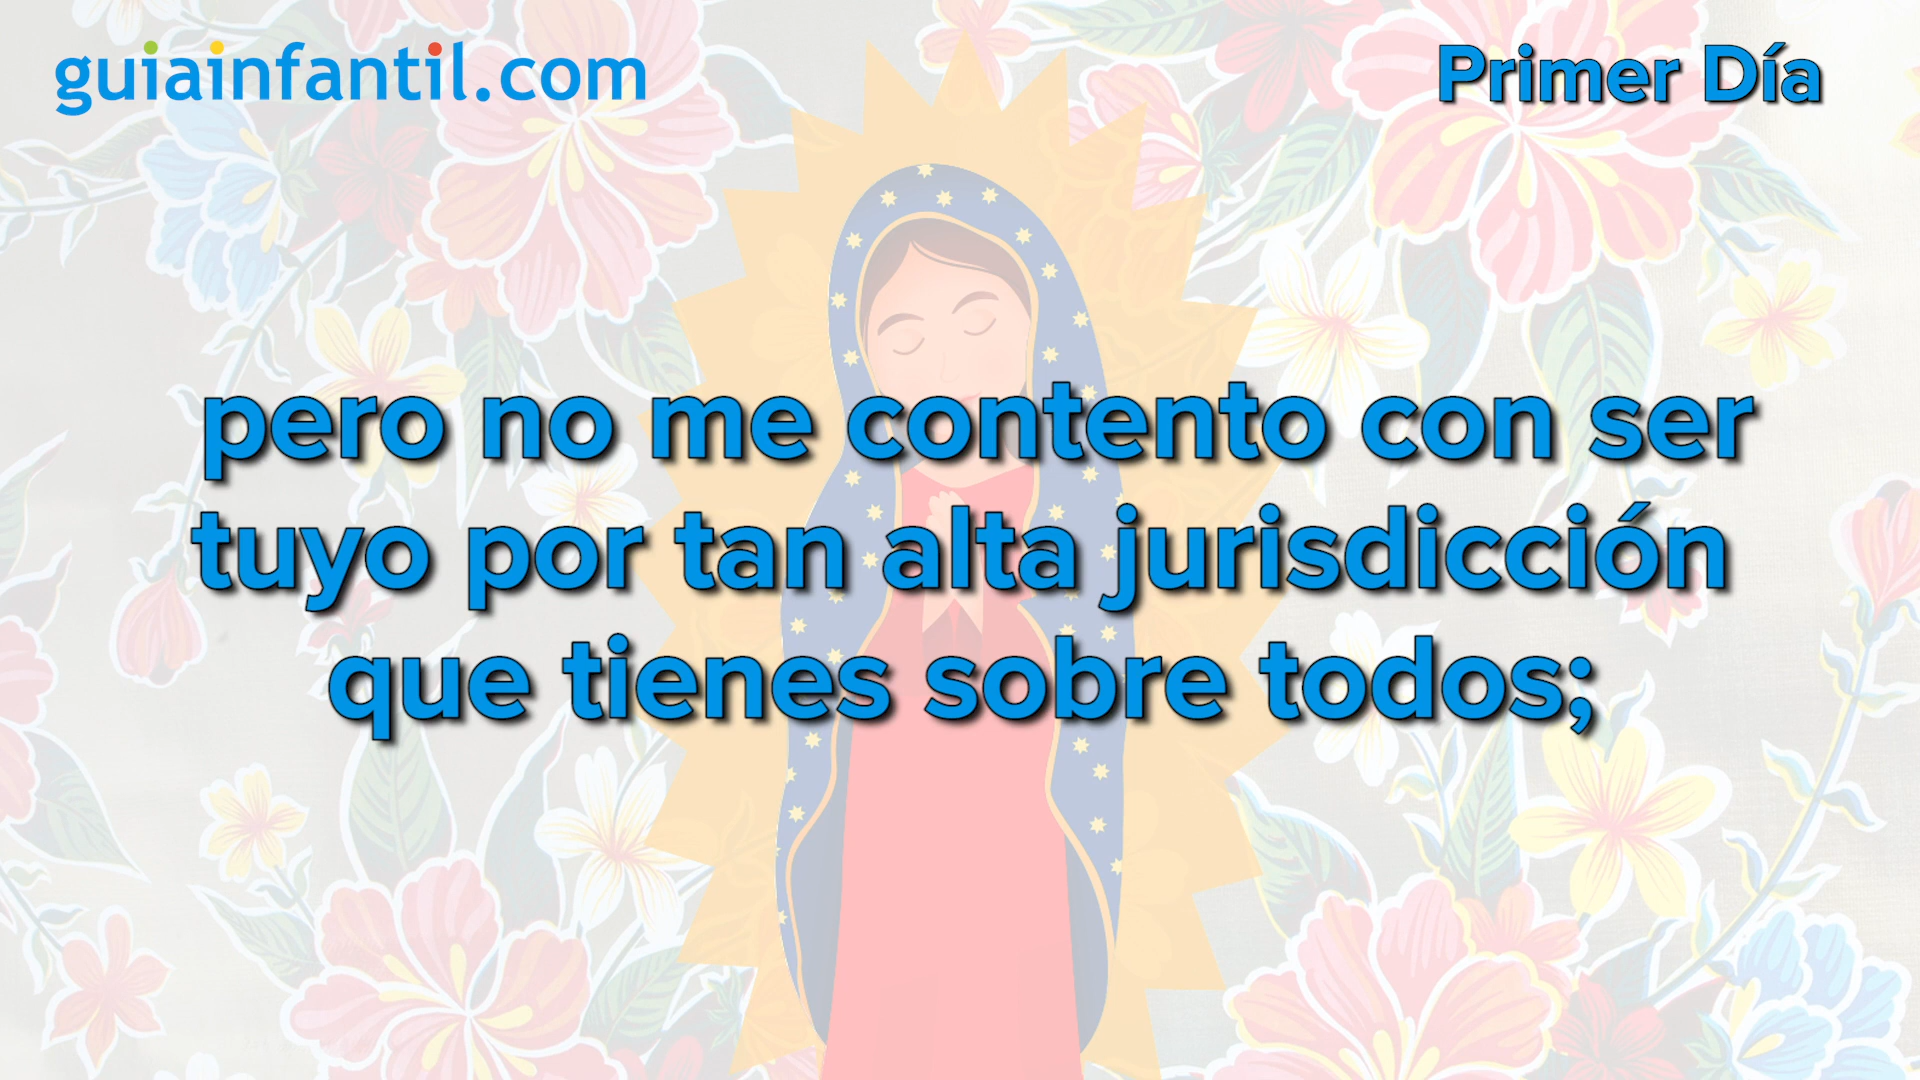 guiainfantil.com
Primer Día
pero no me contento con ser
tuyo por tan alta jurisdicción
que tienes sobre todos;